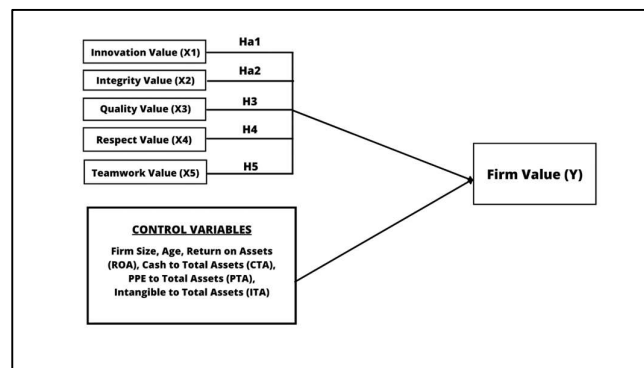 Innovation Value (X1)
Ha1
Integrity Value (X2)
Ha2
Quality Value (X3)
H3
Respect Value (X4)
H4
Teamwork Value (X5)
H5
Firm Value (Y)
CONTROL VARIABLES
Firm Size, Age, Return on Assets
(ROA), Cash to Total Assets (CTA),
PPE to Total Assets (PTA),
Intangible to Total Assets (ITA)